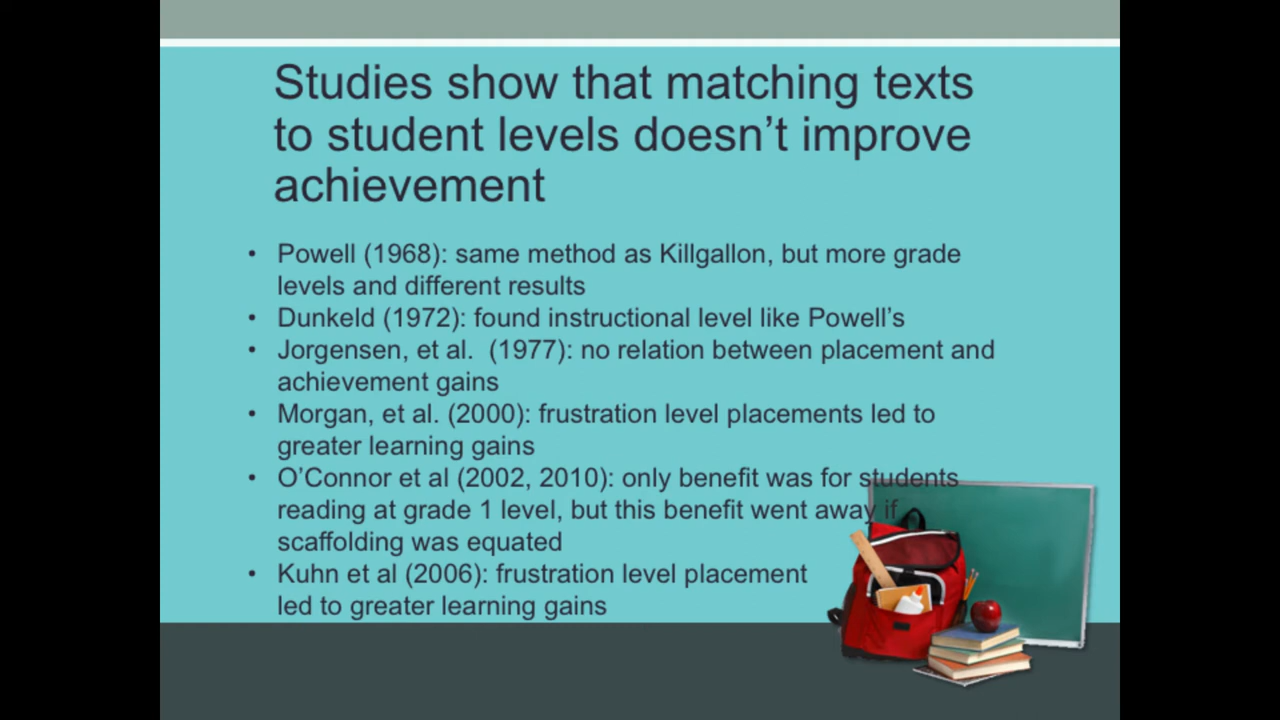 Studies show that matching texts
to student levels doesn’t improve
achievement
• Powell (1968): same method as Killgallon, but more grade
levels and different results
• Dunkeld (1972): found instructional level like Powell’s
• Jorgensen, et al.  (1977): no relation between placement and
achievement gains
• Morgan, et al. (2000): frustration level placements led to
greater learning gains
• O’Connor et al (2002, 2010): only benefit was for students
reading at grade 1 level, but this benefit went away if
scaffolding was equated
• Kuhn et al (2006): frustration level placement
led to greater learning gains